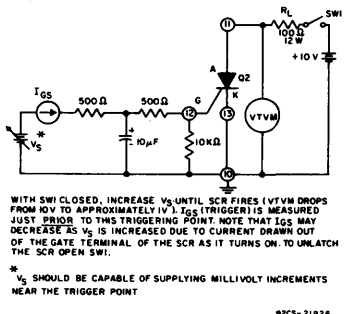 11
RL
100Ω
12W
SW1
+10V
A
Q2
K
IGS
500Ω
500Ω
G
12
13
VTVM
*
VS
+
10μF
10KΩ
10
WITH SW1 CLOSED, INCREASE VS UNTIL SCR FIRES (VTVM DROPS
FROM 10V TO APPROXIMATELY 1V). IGS (TRIGGER) IS MEASURED
JUST PRIOR TO THIS TRIGGERING POINT. NOTE THAT IGS MAY
DECREASE AS VS IS INCREASED DUE TO CURRENT DRAWN OUT
OF THE GATE TERMINAL OF THE SCR AS IT TURNS ON. TO UNLATCH
THE SCR OPEN SW1.
*
VS SHOULD BE CAPABLE OF SUPPLYING MILLIVOLT INCREMENTS
NEAR THE TRIGGER POINT
92CS-21926